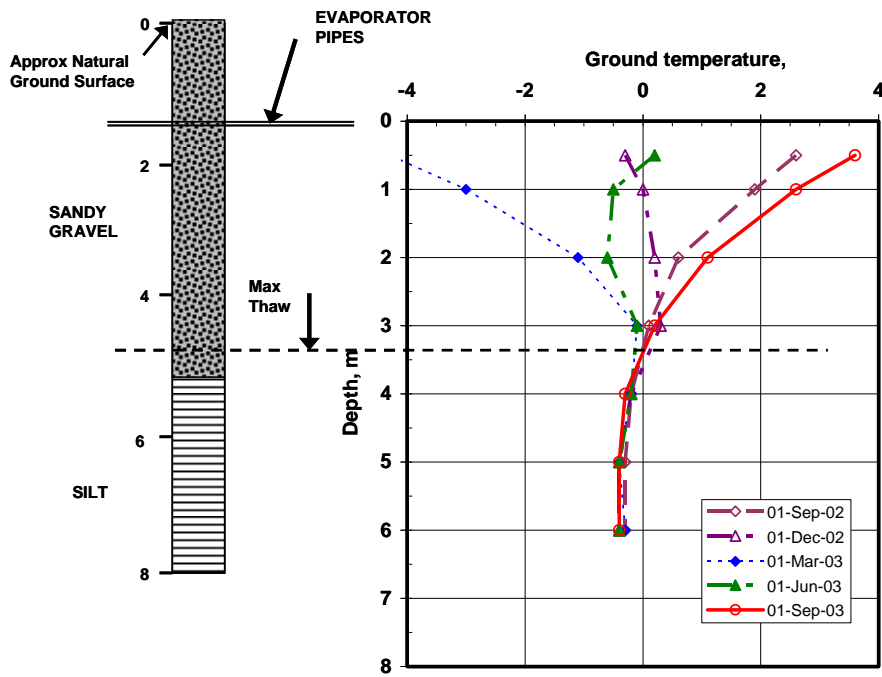 EVAPORATOR
PIPES
Approx Natural
Ground Surface
0
2
SANDY
GRAVEL
4
Max
Thaw
6
SILT
8
Ground temperature,
-4
-2
0
2
4
Depth, m
0
1
2
3
4
5
6
7
8
01-Sep-02
01-Dec-02
01-Mar-03
01-Jun-03
01-Sep-03